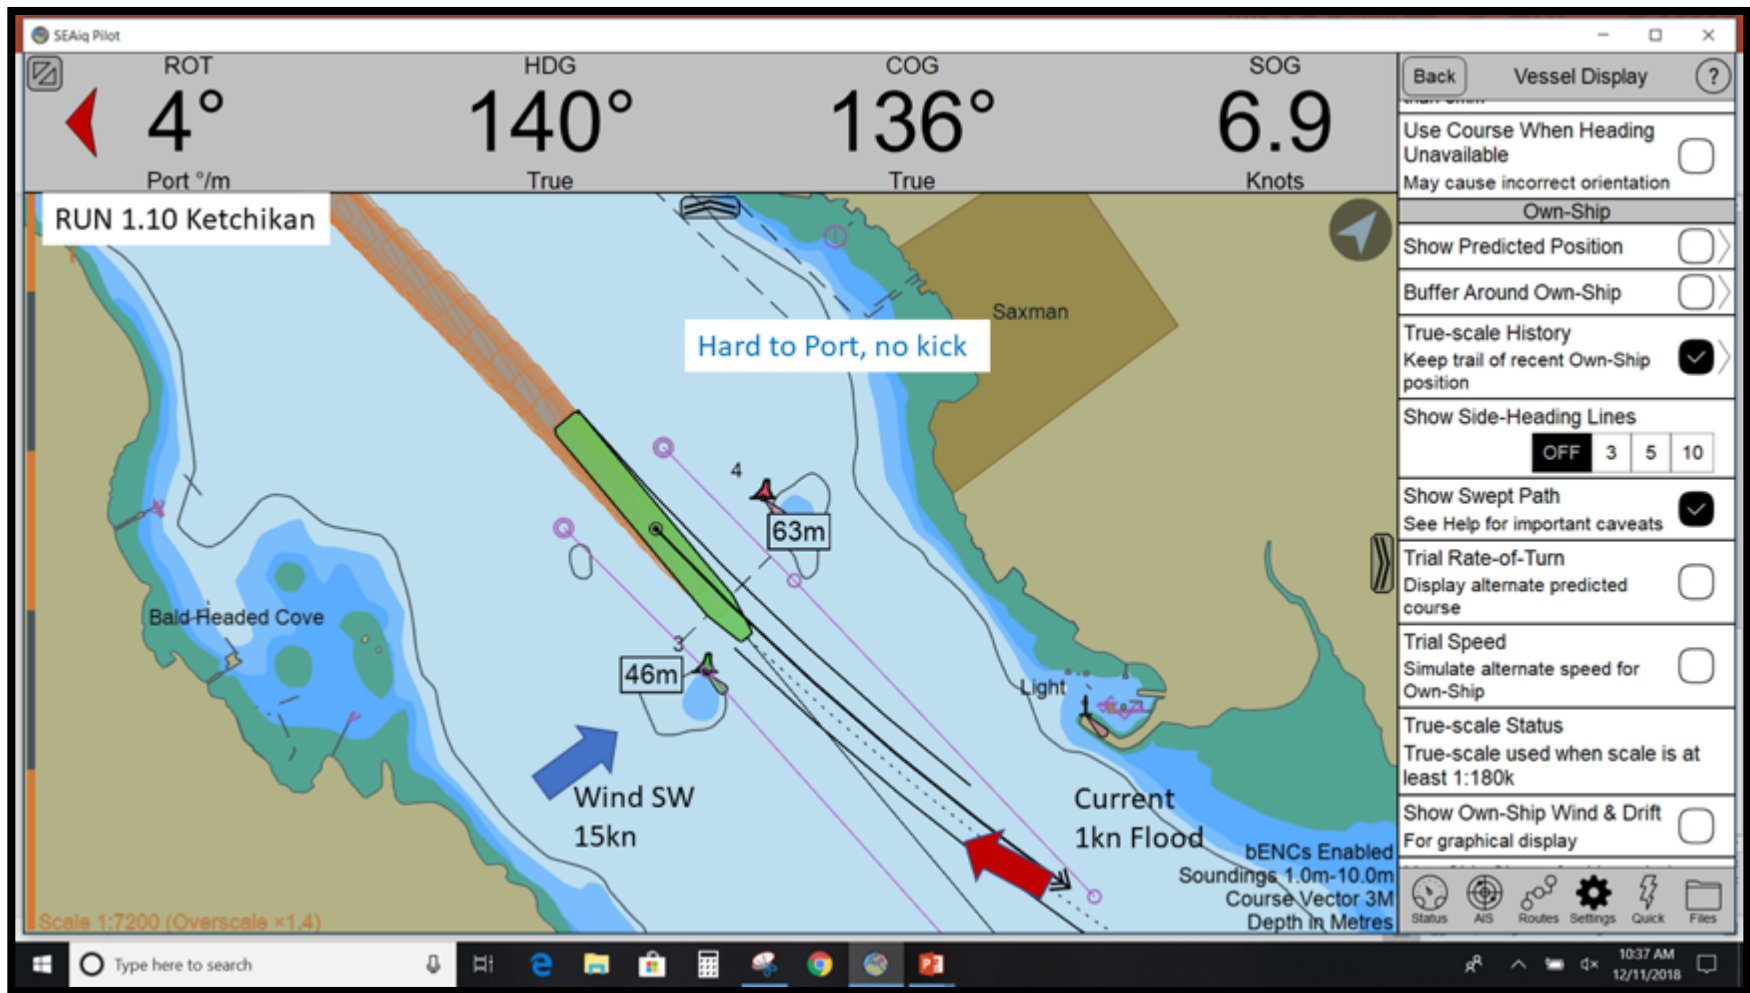 SEAiq Pilot
ROT
HDG
COG
SOG
4°
140°
136°
6.9
Port °/m
True
True
Knots
RUN 1.10 Ketchikan
Hard to Port, no kick
Saxman
4
63m
Bald Headed Cove
3
46m
Light
Wind SW
15kn
Current
1kn Flood
bENCs Enabled
Soundings 1.0m-10.0m
Course Vector 3M
Depth in Metres
Scale 1:7200 (Overscale ×1.4)
Back
Vessel Display
?
Use Course When Heading
Unavailable
May cause incorrect orientation
Own-Ship
Show Predicted Position
Buffer Around Own-Ship
True-scale History
Keep trail of recent Own-Ship
position
Show Side-Heading Lines
OFF 3 5 10
Show Swept Path
See Help for important caveats
Trial Rate-of-Turn
Display alternate predicted
course
Trial Speed
Simulate alternate speed for
Own-Ship
True-scale Status
True-scale used when scale is at
least 1:180k
Show Own-Ship Wind & Drift
For graphical display
Status
AIS
Routes
Settings
Quick
Files
Type here to search
10:37 AM
12/11/2018